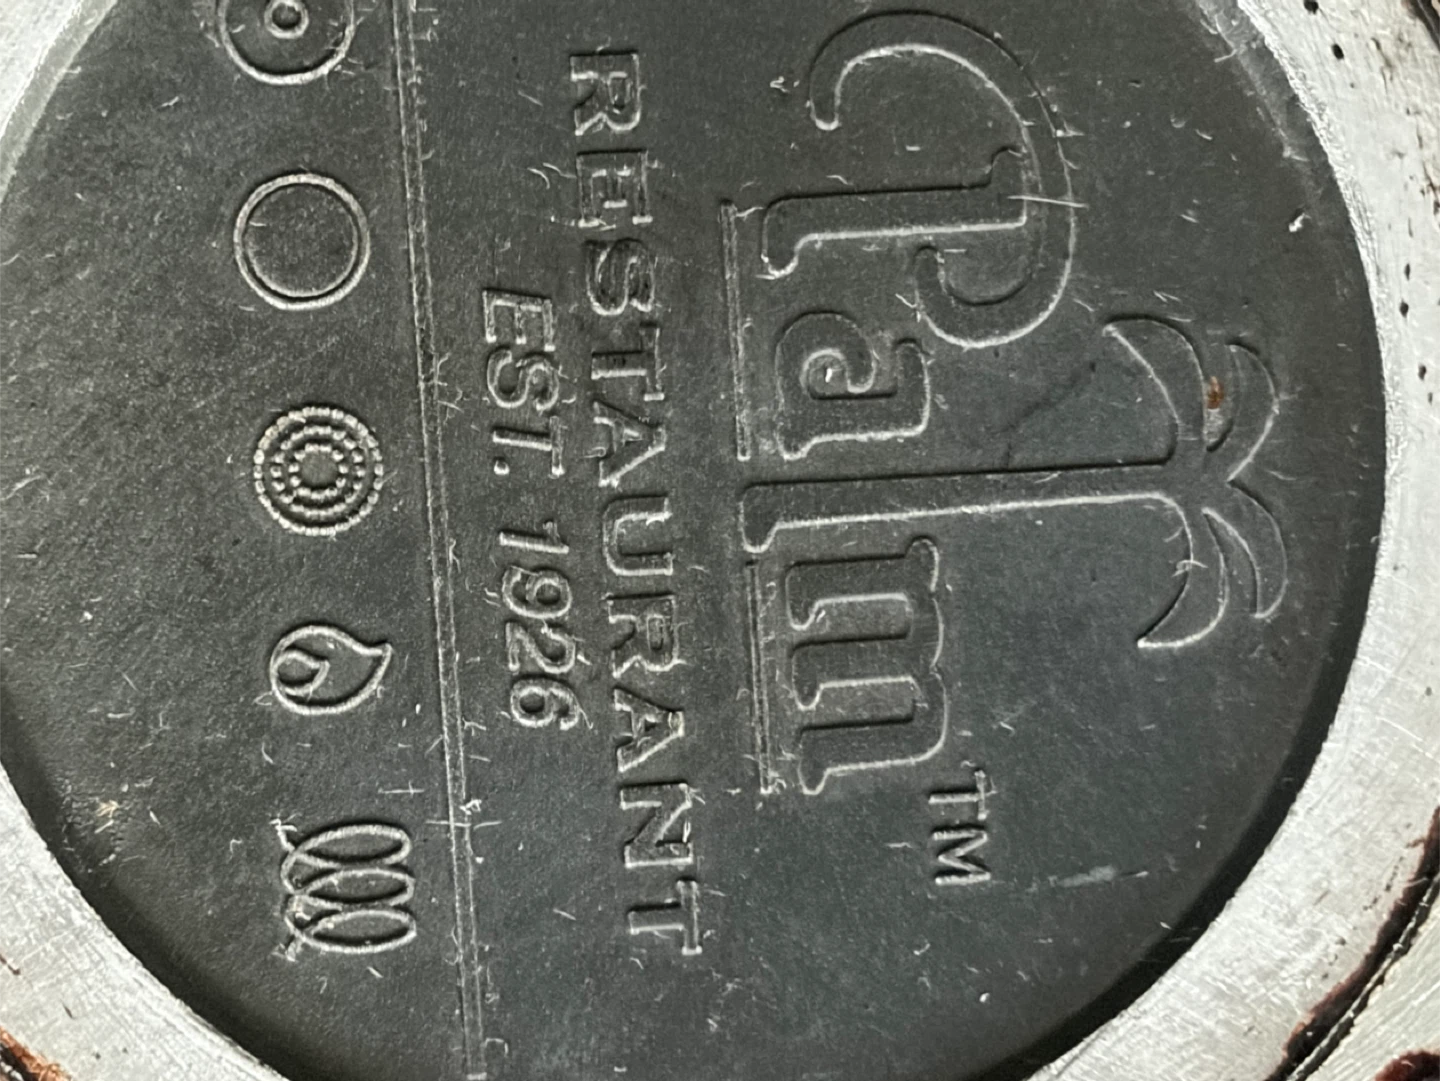 Palm TM
RESTAURANT
EST. 1926